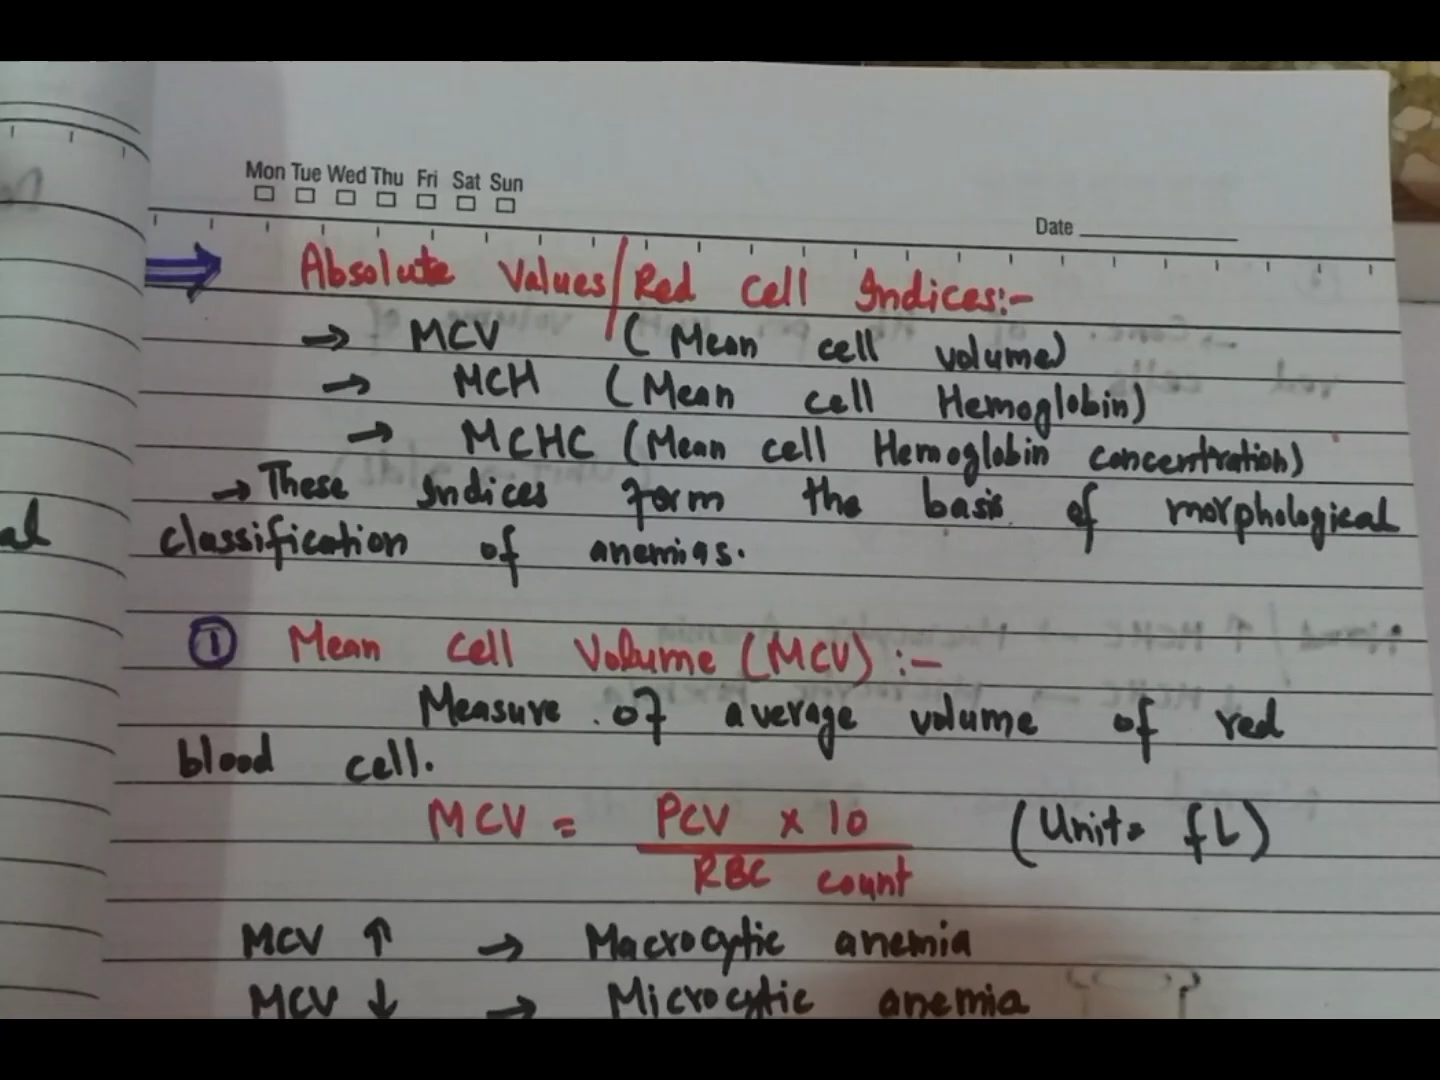 Mon Tue Wed Thu Fri Sat Sun
Date
⇒ Absolute Values/Red Cell Indices:-
→ MCV (Mean cell volume)
→ MCH (Mean cell Hemoglobin)
→ MCHC (Mean cell Hemoglobin concentration)
→ These Indices form the basis of morphological
classification of anemias.
① Mean Cell Volume (MCV) :-
Measure of average volume of red
blood cell.
MCV = PCV x 10 (Unit = fL)
RBC count
MCV ↑ → Macrocytic anemia
MCV ↓ → Microcytic anemia